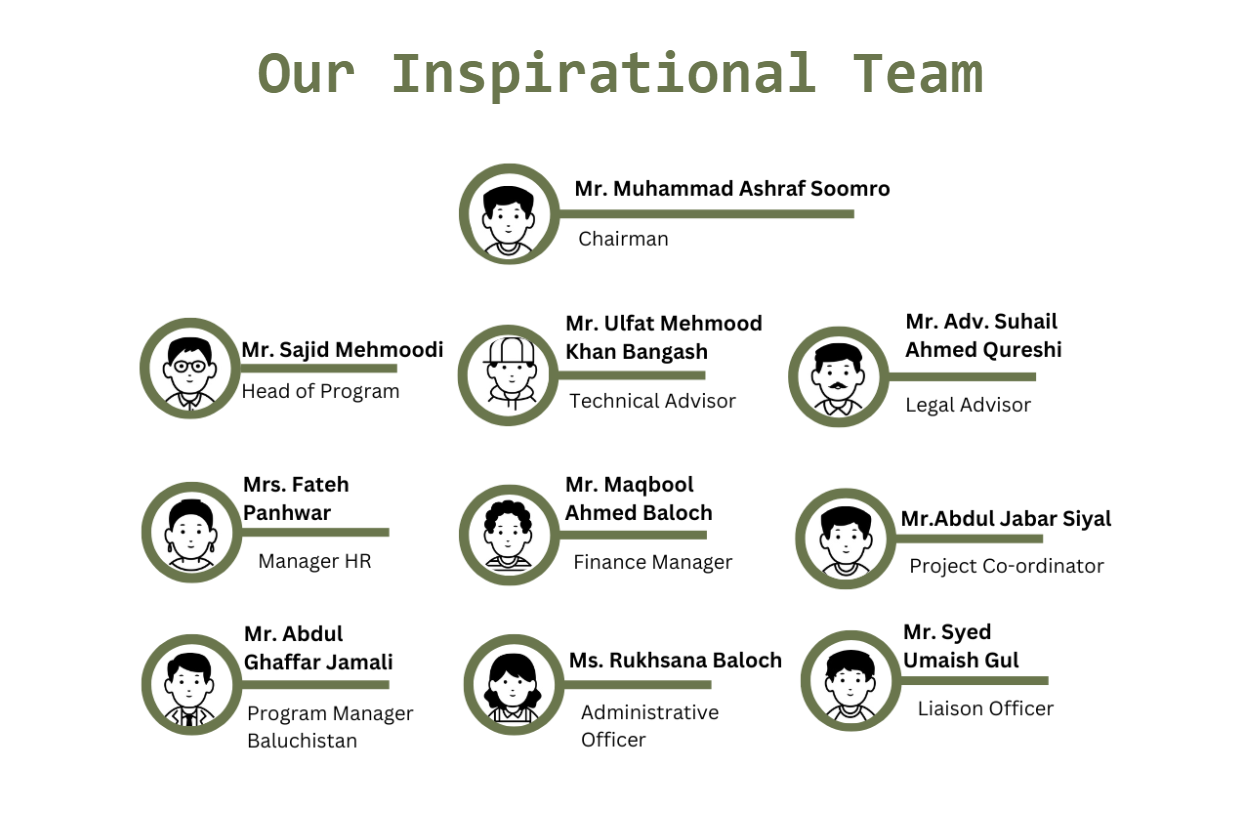 Our Inspirational Team
Mr. Muhammad Ashraf Soomro
Chairman
Mr. Sajid Mehmoodi
Head of Program
Mr. Ulfat Mehmood
Khan Bangash
Technical Advisor
Mr. Adv. Suhail
Ahmed Qureshi
Legal Advisor
Mrs. Fateh
Panhwar
Manager HR
Mr. Maqbool
Ahmed Baloch
Finance Manager
Mr.Abdul Jabar Siyal
Project Co-ordinator
Mr. Abdul
Ghaffar Jamali
Program Manager
Baluchistan
Ms. Rukhsana Baloch
Administrative
Officer
Mr. Syed
Umaish Gul
Liaison Officer